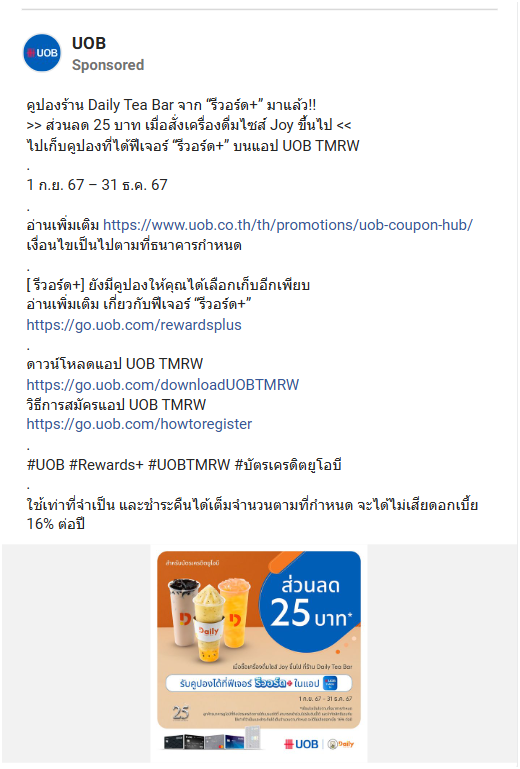 UOB
UOB
Sponsored
คูปองร้าน Daily Tea Bar จาก “รีวอร์ด+” มาแล้ว!!
>> ส่วนลด 25 บาท เมื่อสั่งเครื่องดื่มไซส์ Joy ขึ้นไป <<
ไปเก็บคูปองที่ได้ฟีเจอร์ “รีวอร์ด+” บนแอป UOB TMRW
.
1 ก.ย. 67 – 31 ธ.ค. 67
.
อ่านเพิ่มเติม https://www.uob.co.th/th/promotions/uob-coupon-hub/
เงื่อนไขเป็นไปตามที่ธนาคารกำหนด
.
[ รีวอร์ด+] ยังมีคูปองให้คุณได้เลือกเก็บอีกเพียบ
อ่านเพิ่มเติม เกี่ยวกับฟีเจอร์ “รีวอร์ด+”
https://go.uob.com/rewardsplus
.
ดาวน์โหลดแอป UOB TMRW
https://go.uob.com/downloadUOBTMRW
วิธีการสมัครแอป UOB TMRW
https://go.uob.com/howtoregister
.
#UOB #Rewards+ #UOBTMRW #บัตรเครดิตยูโอบี
.
ใช้เท่าที่จำเป็น และชำระคืนได้เต็มจำนวนตามที่กำหนด จะได้ไม่เสียดอกเบี้ย
16% ต่อปี
สำหรับบัตรเครดิตยูโอบี
ส่วนลด
25 บาท*
Daily
เมื่อซื้อเครื่องดื่มไซส์ Joy ขึ้นไป ที่ร้าน Daily Tea Bar
รับคูปองได้ที่ฟีเจอร์ รีวอร์ด+ ในแอป UOB
1 ก.ย. 67 - 31 ธ.ค. 67
25
UOB | Daily